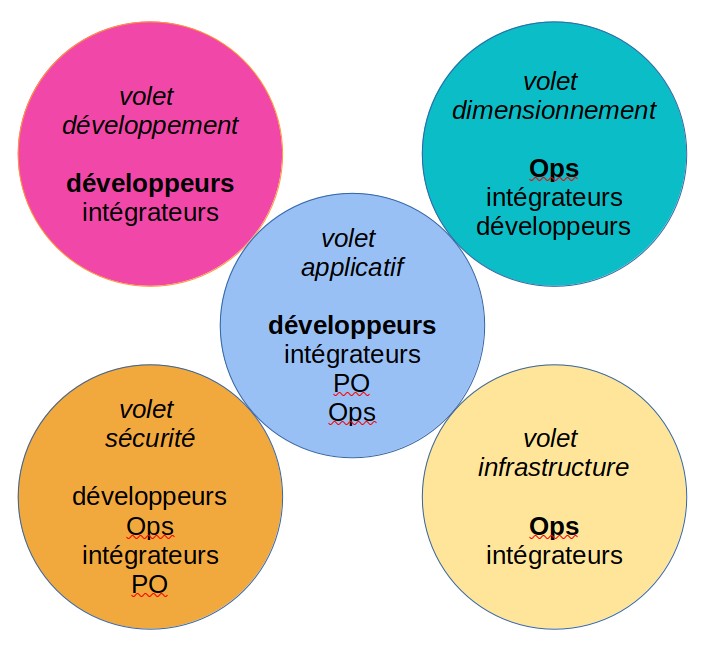 volet
développement
développeurs
intégrateurs
volet
dimensionnement
Ops
intégrateurs
développeurs
volet
applicatif
développeurs
intégrateurs
PO
Ops
volet
sécurité
développeurs
Ops
intégrateurs
PO
volet
infrastructure
Ops
intégrateurs